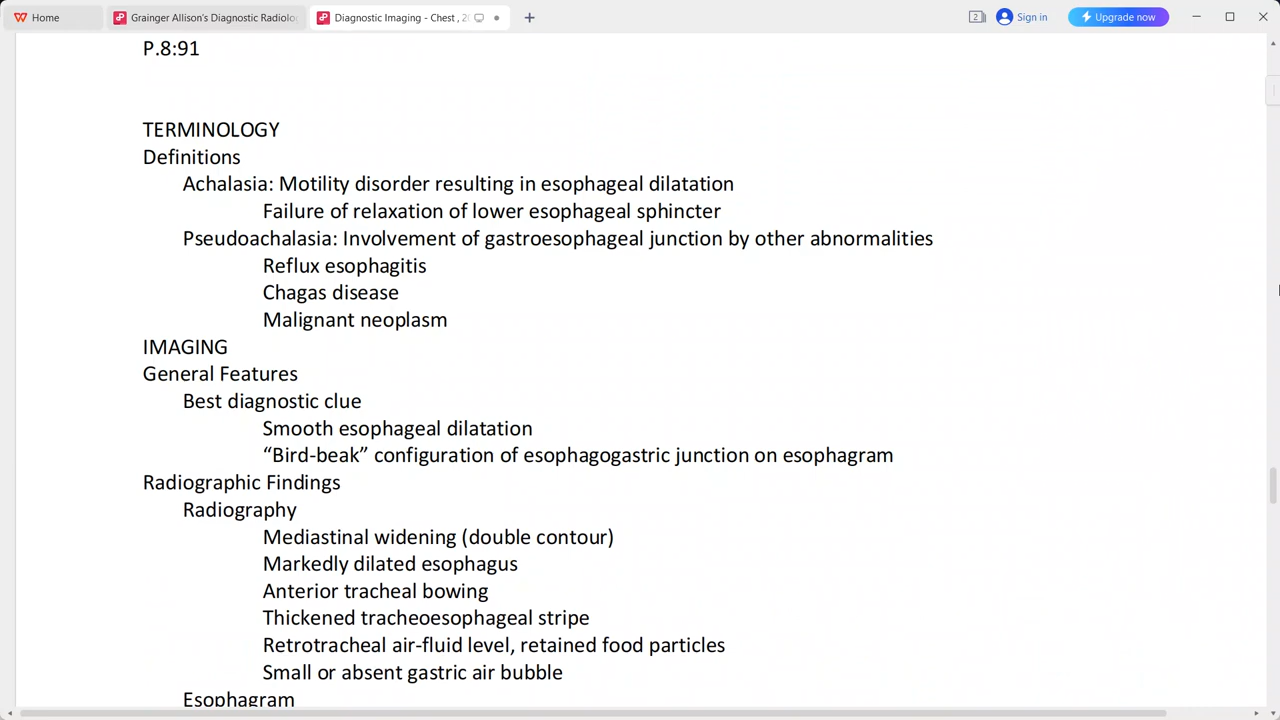 Home
Grainger Allison's Diagnostic Radiolo
Diagnostic Imaging - Chest , 20
2
Sign in
Upgrade now
P.8:91
TERMINOLOGY
Definitions
Achalasia: Motility disorder resulting in esophageal dilatation
Failure of relaxation of lower esophageal sphincter
Pseudoachalasia: Involvement of gastroesophageal junction by other abnormalities
Reflux esophagitis
Chagas disease
Malignant neoplasm
IMAGING
General Features
Best diagnostic clue
Smooth esophageal dilatation
“Bird-beak” configuration of esophagogastric junction on esophagram
Radiographic Findings
Radiography
Mediastinal widening (double contour)
Markedly dilated esophagus
Anterior tracheal bowing
Thickened tracheoesophageal stripe
Retrotracheal air-fluid level, retained food particles
Small or absent gastric air bubble
Esophagram